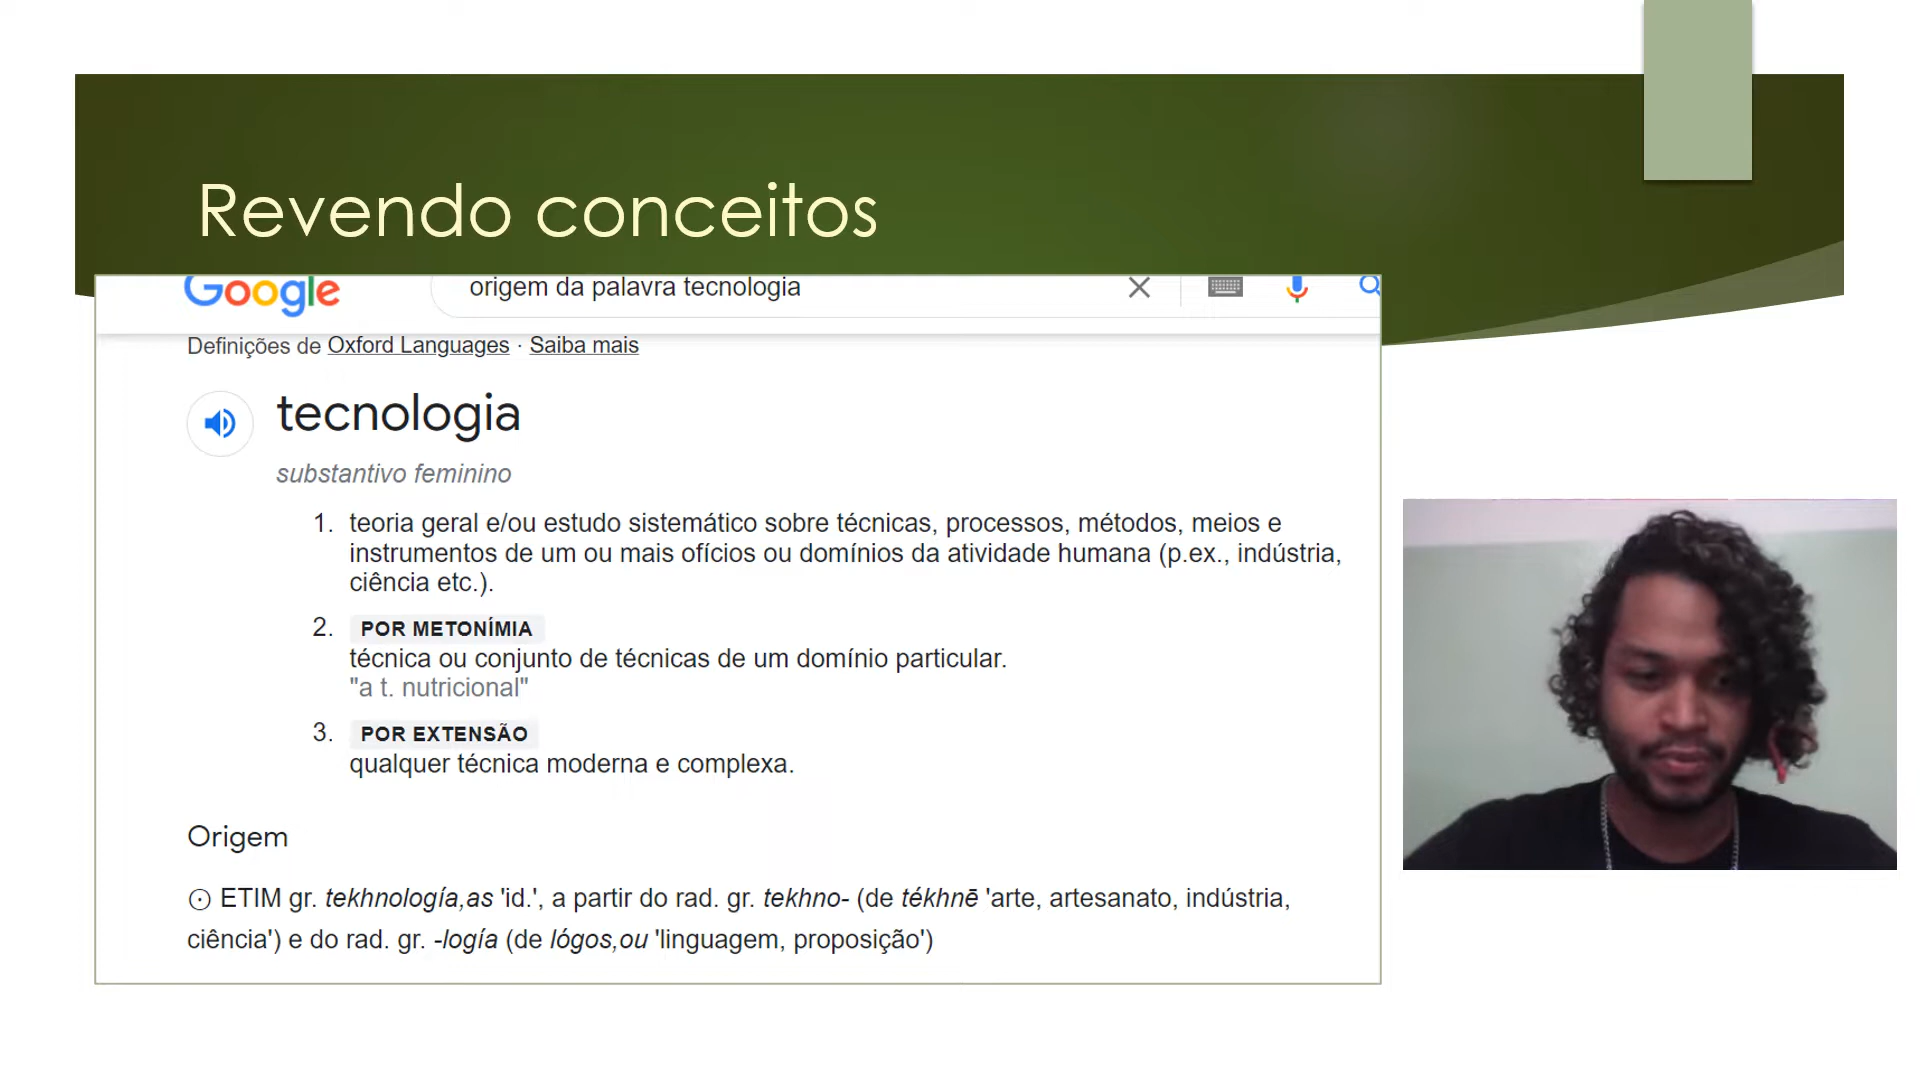 Revendo conceitos
Google
origem da palavra tecnologia
Definições de Oxford Languages · Saiba mais
tecnologia
substantivo feminino
1. teoria geral e/ou estudo sistemático sobre técnicas, processos, métodos, meios e
instrumentos de um ou mais ofícios ou domínios da atividade humana (p.ex., indústria,
ciência etc.).
2. POR METONÍMIA
técnica ou conjunto de técnicas de um domínio particular.
"a t. nutricional"
3. POR EXTENSÃO
qualquer técnica moderna e complexa.
Origem
⊙ ETIM gr. tekhnología,as 'id.', a partir do rad. gr. tekhno- (de tékhnē 'arte, artesanato, indústria,
ciência') e do rad. gr. -logía (de lógos,ou 'linguagem, proposição')